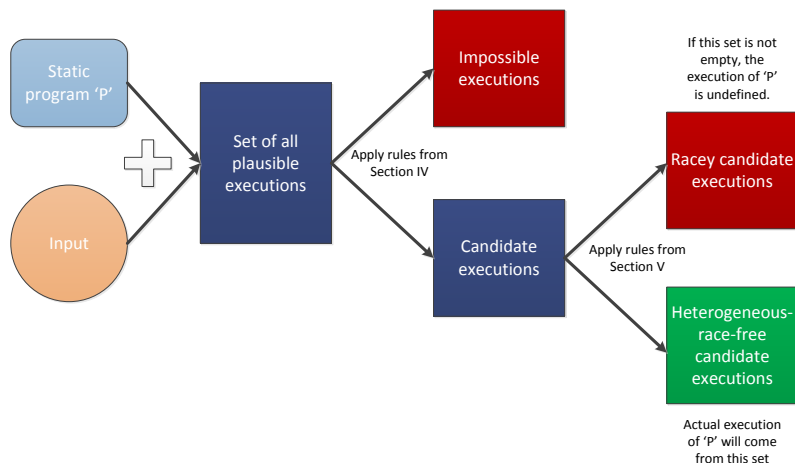 Static
program ‘P’
Input
Set of all
plausible
executions
Apply rules from
Section IV
Impossible
executions
Candidate
executions
Apply rules from
Section V
If this set is not
empty, the
execution of ‘P’
is undefined.
Racey candidate
executions
Heterogeneous-
race-free
candidate
executions
Actual execution
of ‘P’ will come
from this set